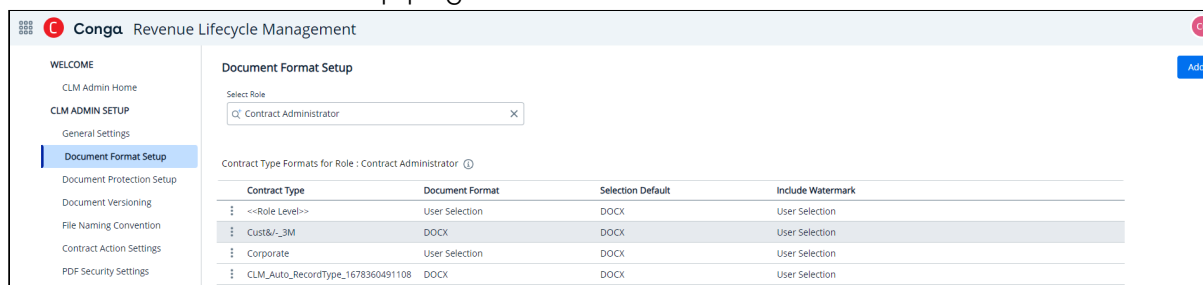 Conga Revenue Lifecycle Management
WELCOME
CLM Admin Home
CLM ADMIN SETUP
General Settings
Document Format Setup
Document Protection Setup
Document Versioning
File Naming Convention
Contract Action Settings
PDF Security Settings
Document Format Setup
Add
Select Role
Contract Administrator
Contract Type Formats for Role : Contract Administrator
Contract Type Document Format Selection Default Include Watermark
<<Role Level>> User Selection DOCX User Selection
Cust&/-_3M DOCX DOCX User Selection
Corporate User Selection DOCX User Selection
CLM_Auto_RecordType_1678360491108 DOCX DOCX User Selection